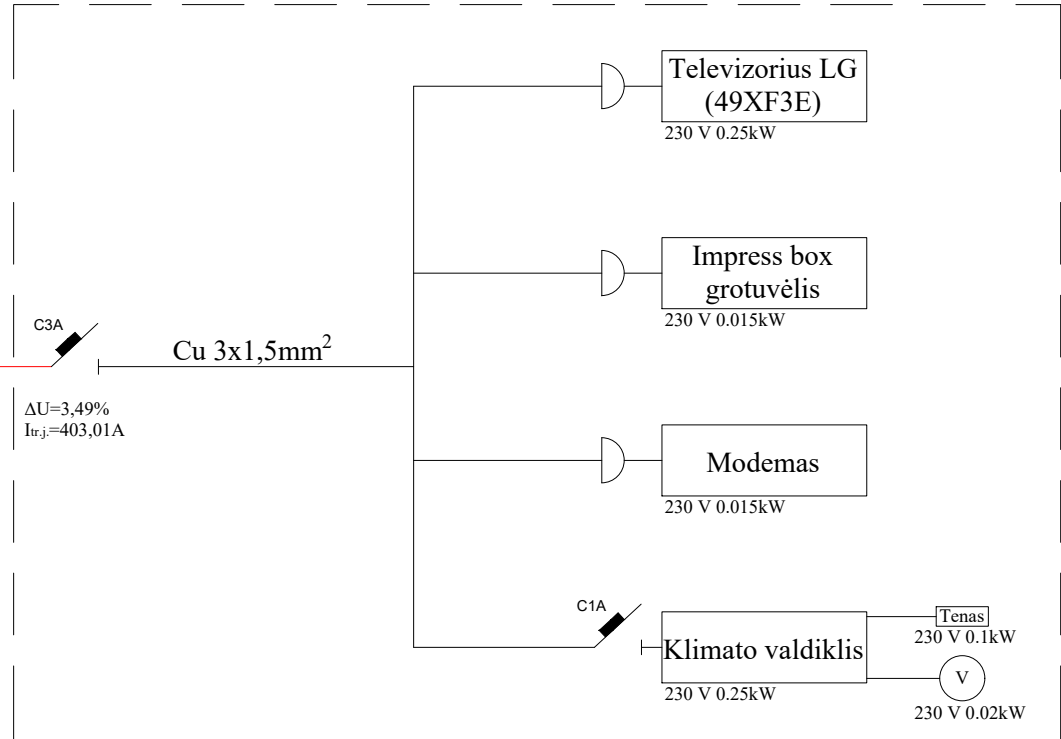 Televizorius LG
(49XF3E)
230 V 0.25kW
Impress box
grotuvėlis
230 V 0.015kW
C3A
Cu 3x1,5mm²
ΔU=3,49%
Itr.j.=403,01A
Modemas
230 V 0.015kW
C1A
Klimato valdiklis
230 V 0.25kW
Tenas
230 V 0.1kW
V
230 V 0.02kW